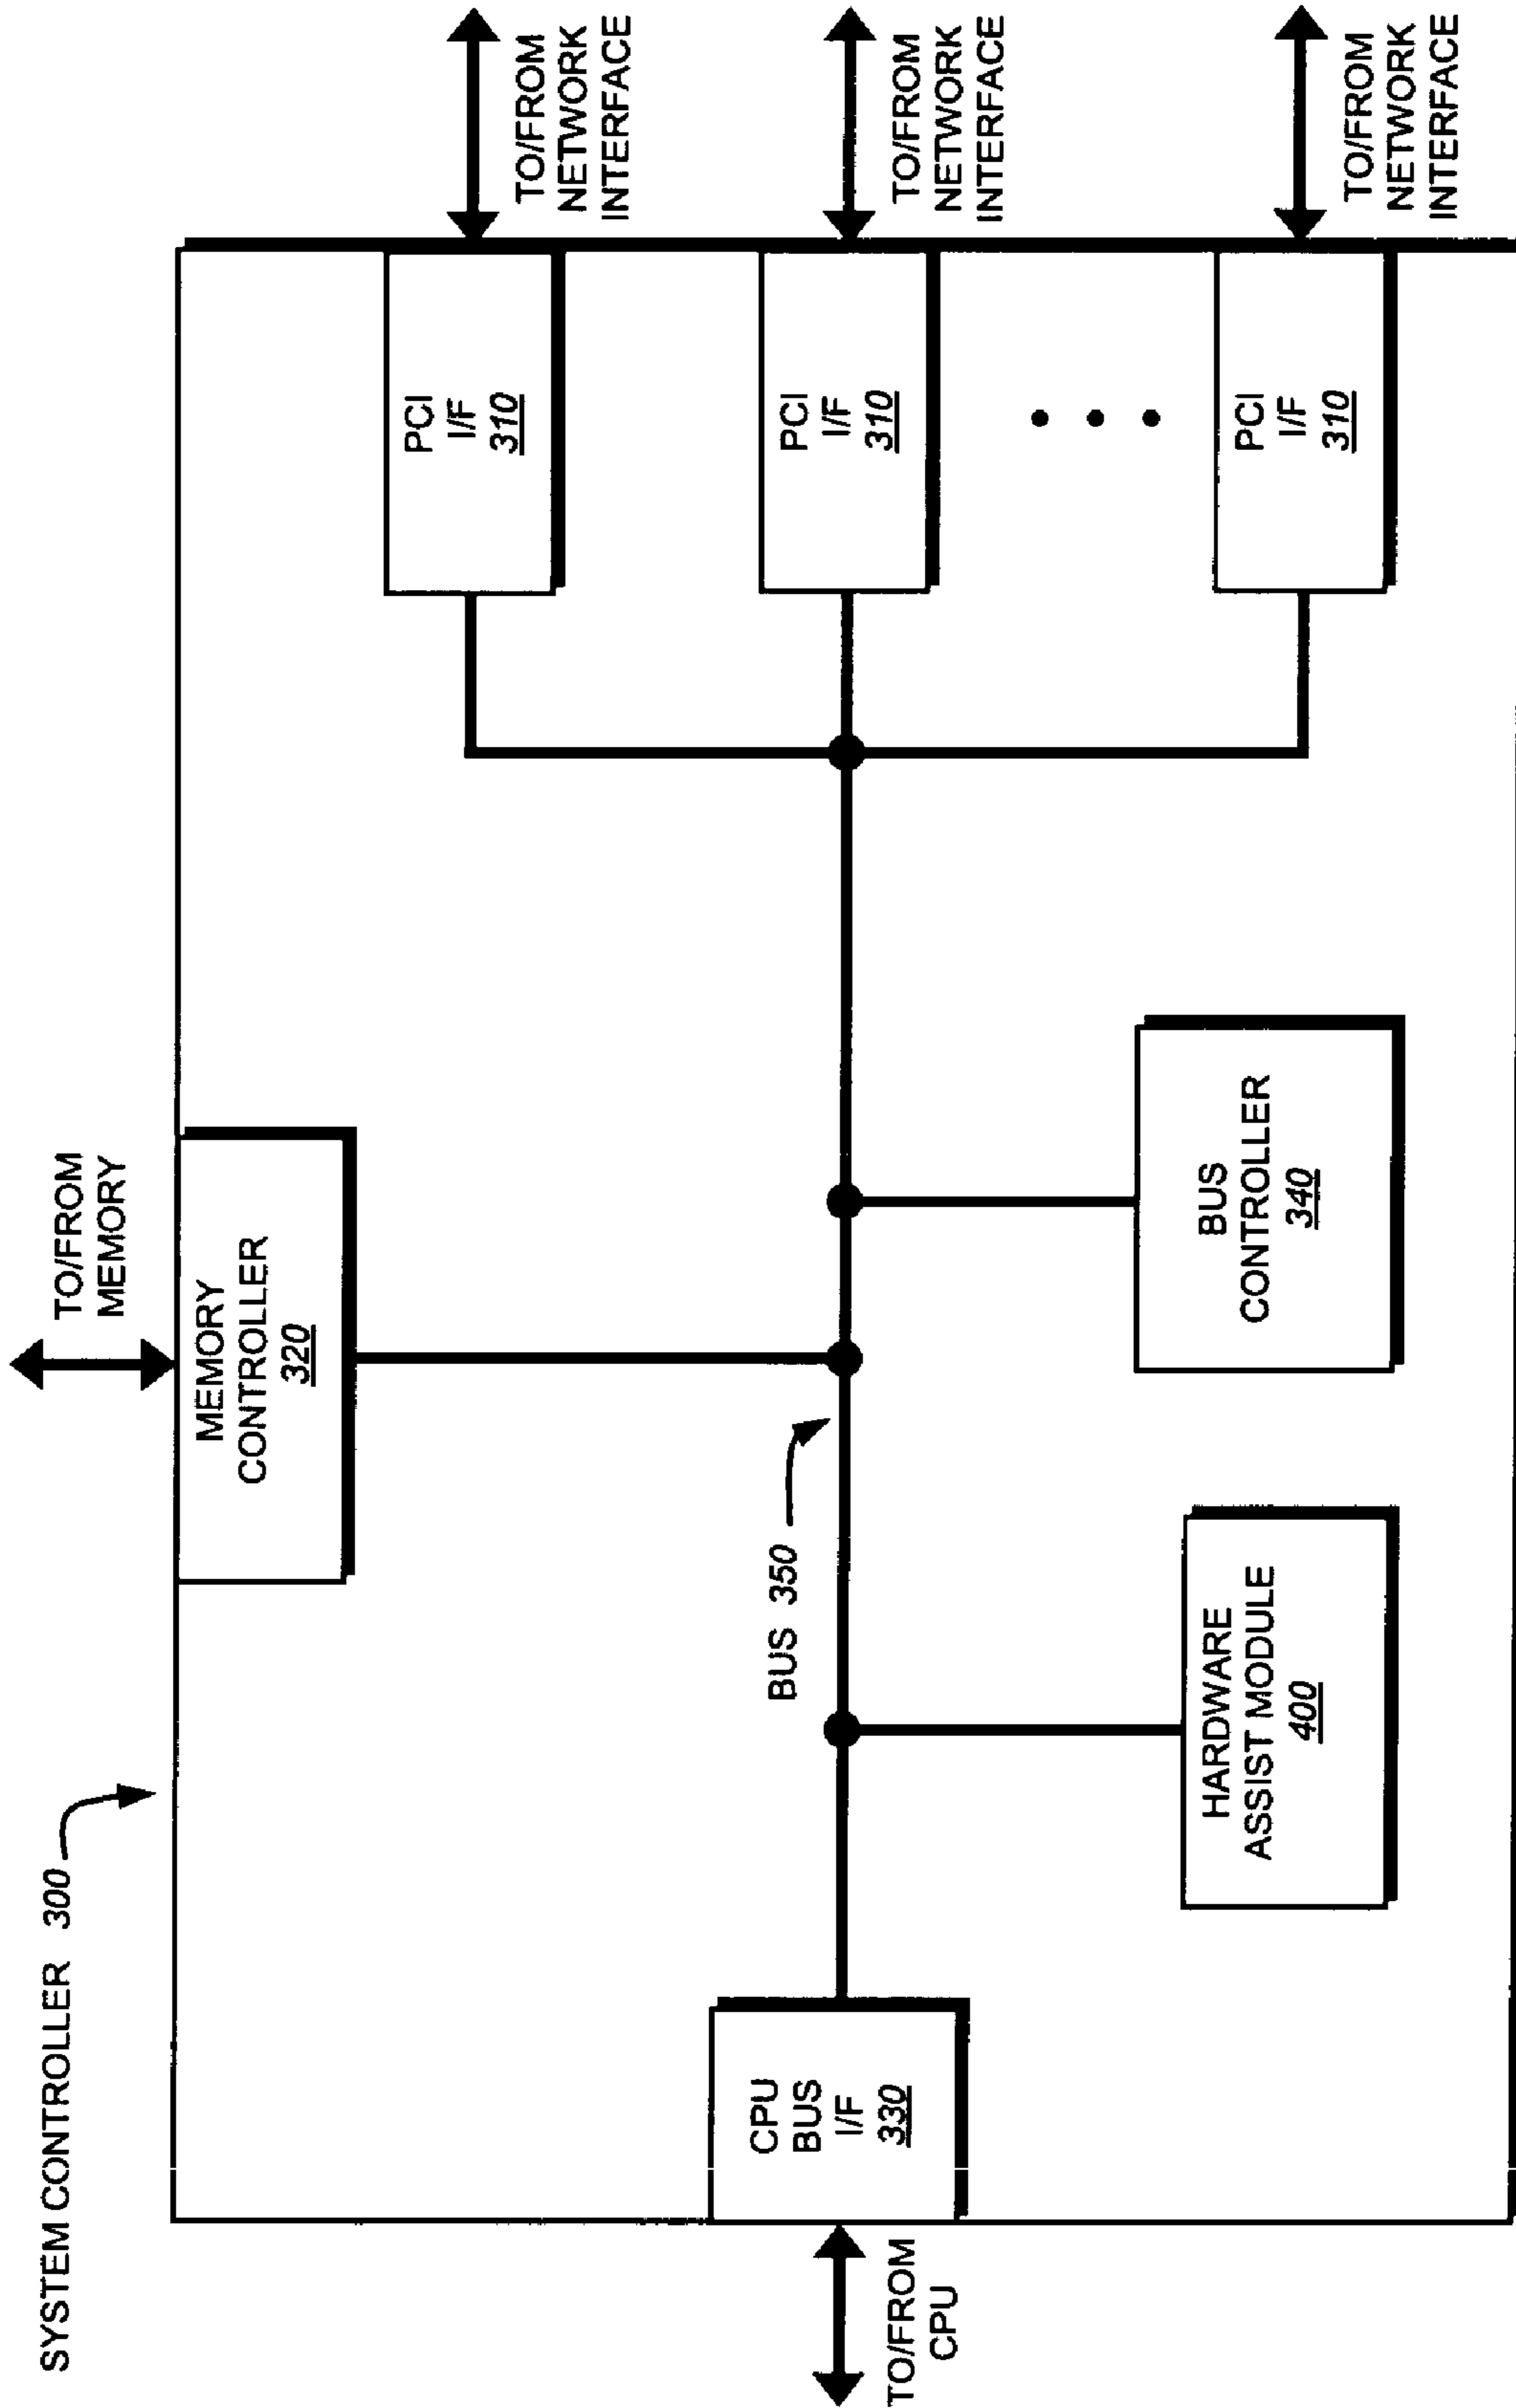 SYSTEM CONTROLLER 300
TO/FROM
MEMORY
MEMORY
CONTROLLER
320
PCI
I/F
310
TO/FROM
NETWORK
INTERFACE
BUS 350
CPU
BUS
I/F
330
TO/FROM
CPU
PCI
I/F
310
TO/FROM
NETWORK
INTERFACE
HARDWARE
ASSIST MODULE
400
BUS
CONTROLLER
340
PCI
I/F
310
TO/FROM
NETWORK
INTERFACE